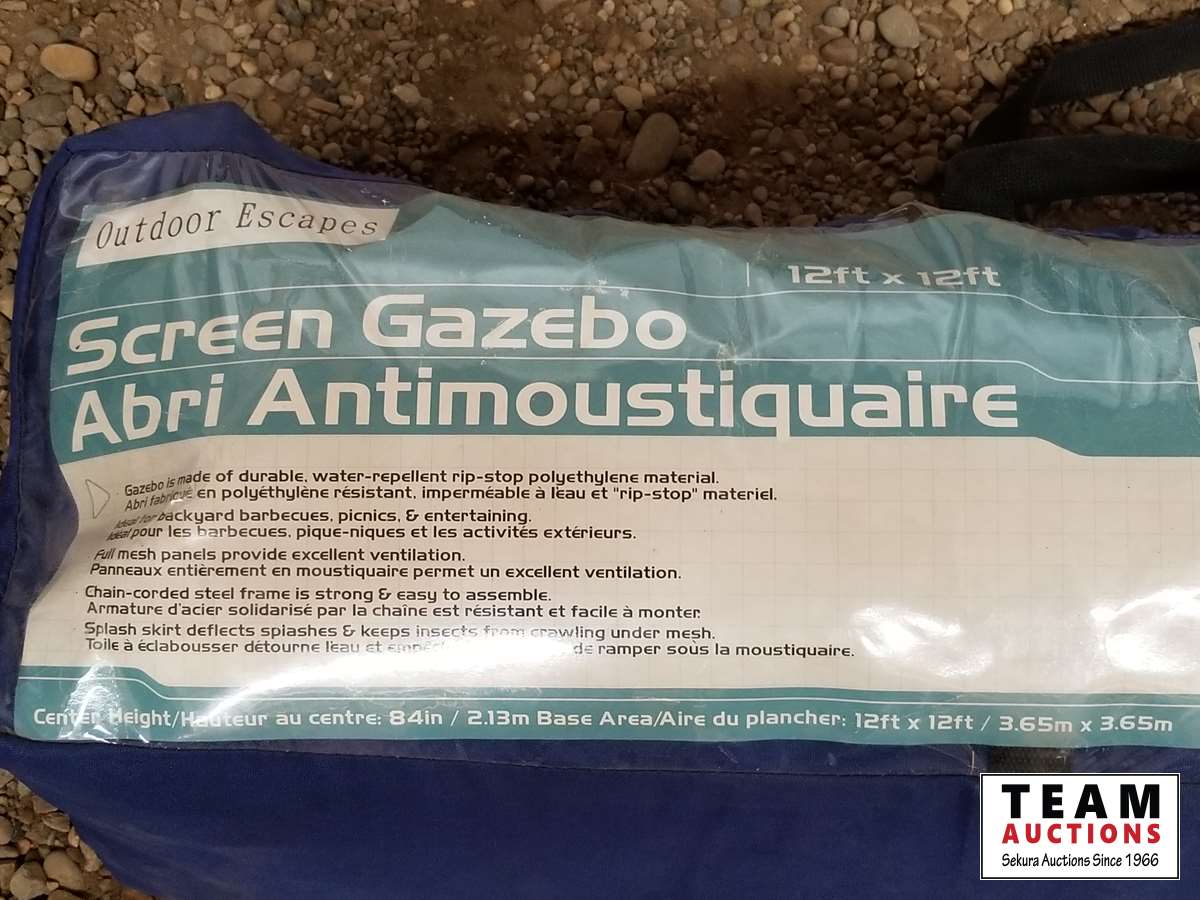 Outdoor Escapes
12ft x 12ft
Screen Gazebo
Abri Antimoustiquaire
Gazebo is made of durable, water-repellent rip-stop polyethylene material.
Abri fabriqué en polyéthylène résistant, imperméable à l'eau et "rip-stop" materiel.
Ideal for backyard barbecues, picnics, & entertaining.
Idéal pour les barbecues, pique-niques et les activités extérieurs.
Full mesh panels provide excellent ventilation.
Panneaux entièrement en moustiquaire permet un excellent ventilation.
Chain-corded steel frame is strong & easy to assemble.
Armature d'acier solidarisé par la chaîne est résistant et facile à monter.
Splash skirt deflects splashes & keeps insects from crawling under mesh.
Toile à éclabousser détourne l'eau et de ramper sous la moustiquaire.
Center Height/Hauteur au centre: 84in / 2.13m Base Area/Aire du plancher: 12ft x 12ft / 3.65m x 3.65m
TEAM
AUCTIONS
Sekura Auctions Since 1966